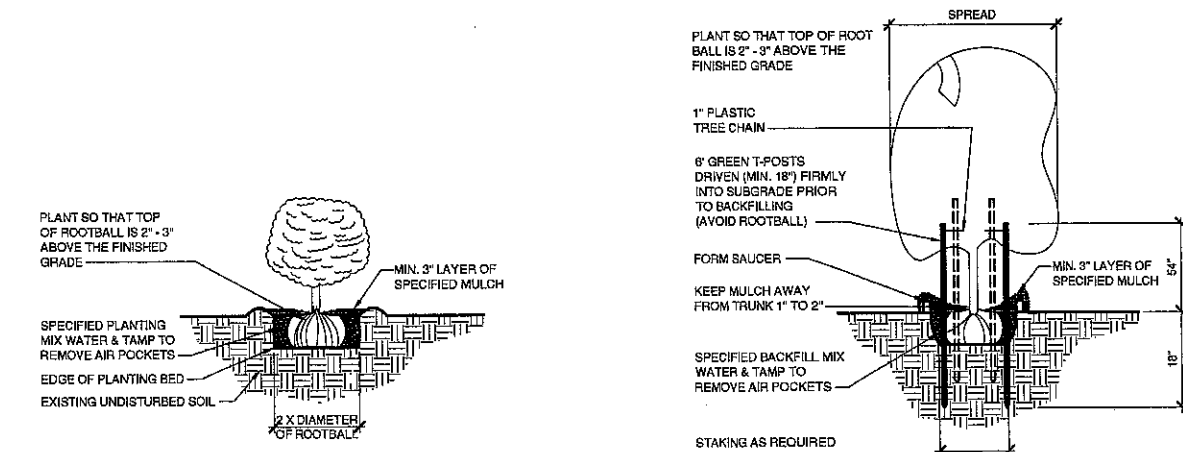 PLANT SO THAT TOP
OF ROOTBALL IS 2" - 3"
ABOVE THE FINISHED
GRADE
MIN. 3" LAYER OF
SPECIFIED MULCH
SPECIFIED PLANTING
MIX WATER & TAMP TO
REMOVE AIR POCKETS
EDGE OF PLANTING BED
EXISTING UNDISTURBED SOIL
2 X DIAMETER
OF ROOTBALL
SPREAD
PLANT SO THAT TOP OF ROOT
BALL IS 2" - 3" ABOVE THE
FINISHED GRADE
1" PLASTIC
TREE CHAIN
6' GREEN T-POSTS
DRIVEN (MIN. 18") FIRMLY
INTO SUBGRADE PRIOR
TO BACKFILLING
(AVOID ROOTBALL)
FORM SAUCER
KEEP MULCH AWAY
FROM TRUNK 1" TO 2"
MIN. 3" LAYER OF
SPECIFIED MULCH
54"
18"
SPECIFIED BACKFILL MIX
WATER & TAMP TO
REMOVE AIR POCKETS
STAKING AS REQUIRED